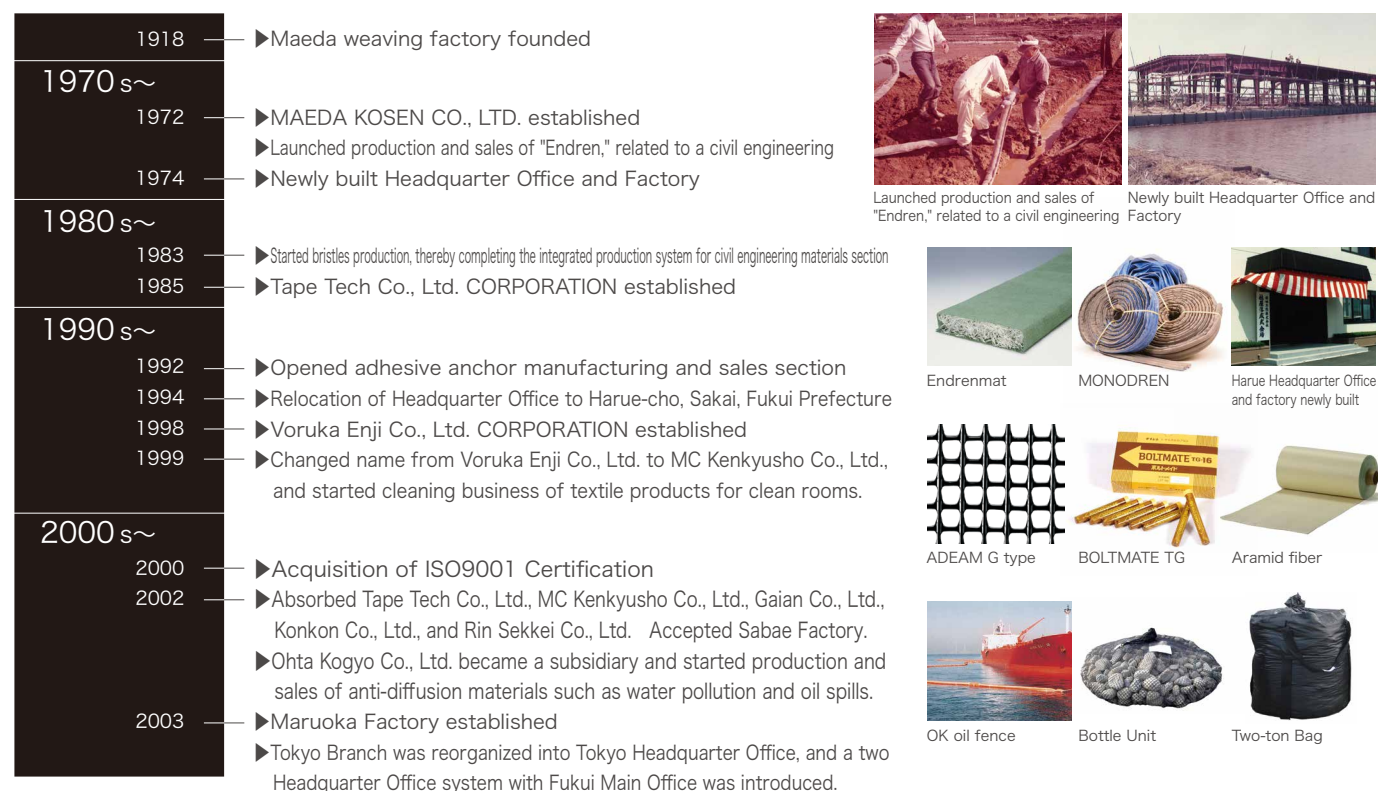 1918 ▶Maeda weaving factory founded
1970s～
1972 ▶MAEDA KOSEN CO., LTD. established
▶Launched production and sales of "Endren," related to a civil engineering
1974 ▶Newly built Headquarter Office and Factory
1980s～
1983 ▶Started bristles production, thereby completing the integrated production system for civil engineering materials section
1985 ▶Tape Tech Co., Ltd. CORPORATION established
1990s～
1992 ▶Opened adhesive anchor manufacturing and sales section
1994 ▶Relocation of Headquarter Office to Harue-cho, Sakai, Fukui Prefecture
1998 ▶Voruka Enji Co., Ltd. CORPORATION established
1999 ▶Changed name from Voruka Enji Co., Ltd. to MC Kenkyusho Co., Ltd.,
and started cleaning business of textile products for clean rooms.
2000s～
2000 ▶Acquisition of ISO9001 Certification
2002 ▶Absorbed Tape Tech Co., Ltd., MC Kenkyusho Co., Ltd., Gaian Co., Ltd.,
Konkon Co., Ltd., and Rin Sekkei Co., Ltd. Accepted Sabae Factory.
▶Ohta Kogyo Co., Ltd. became a subsidiary and started production and
sales of anti-diffusion materials such as water pollution and oil spills.
2003 ▶Maruoka Factory established
▶Tokyo Branch was reorganized into Tokyo Headquarter Office, and a two
Headquarter Office system with Fukui Main Office was introduced.
Launched production and sales of
"Endren," related to a civil engineering
Newly built Headquarter Office and
Factory
Endrenmat
MONODREN
Harue Headquarter Office
and factory newly built
BOLTMATE TG-16
ボルトメイト
ADEAM G type
BOLTMATE TG
Aramid fiber
OK oil fence
Bottle Unit
Two-ton Bag